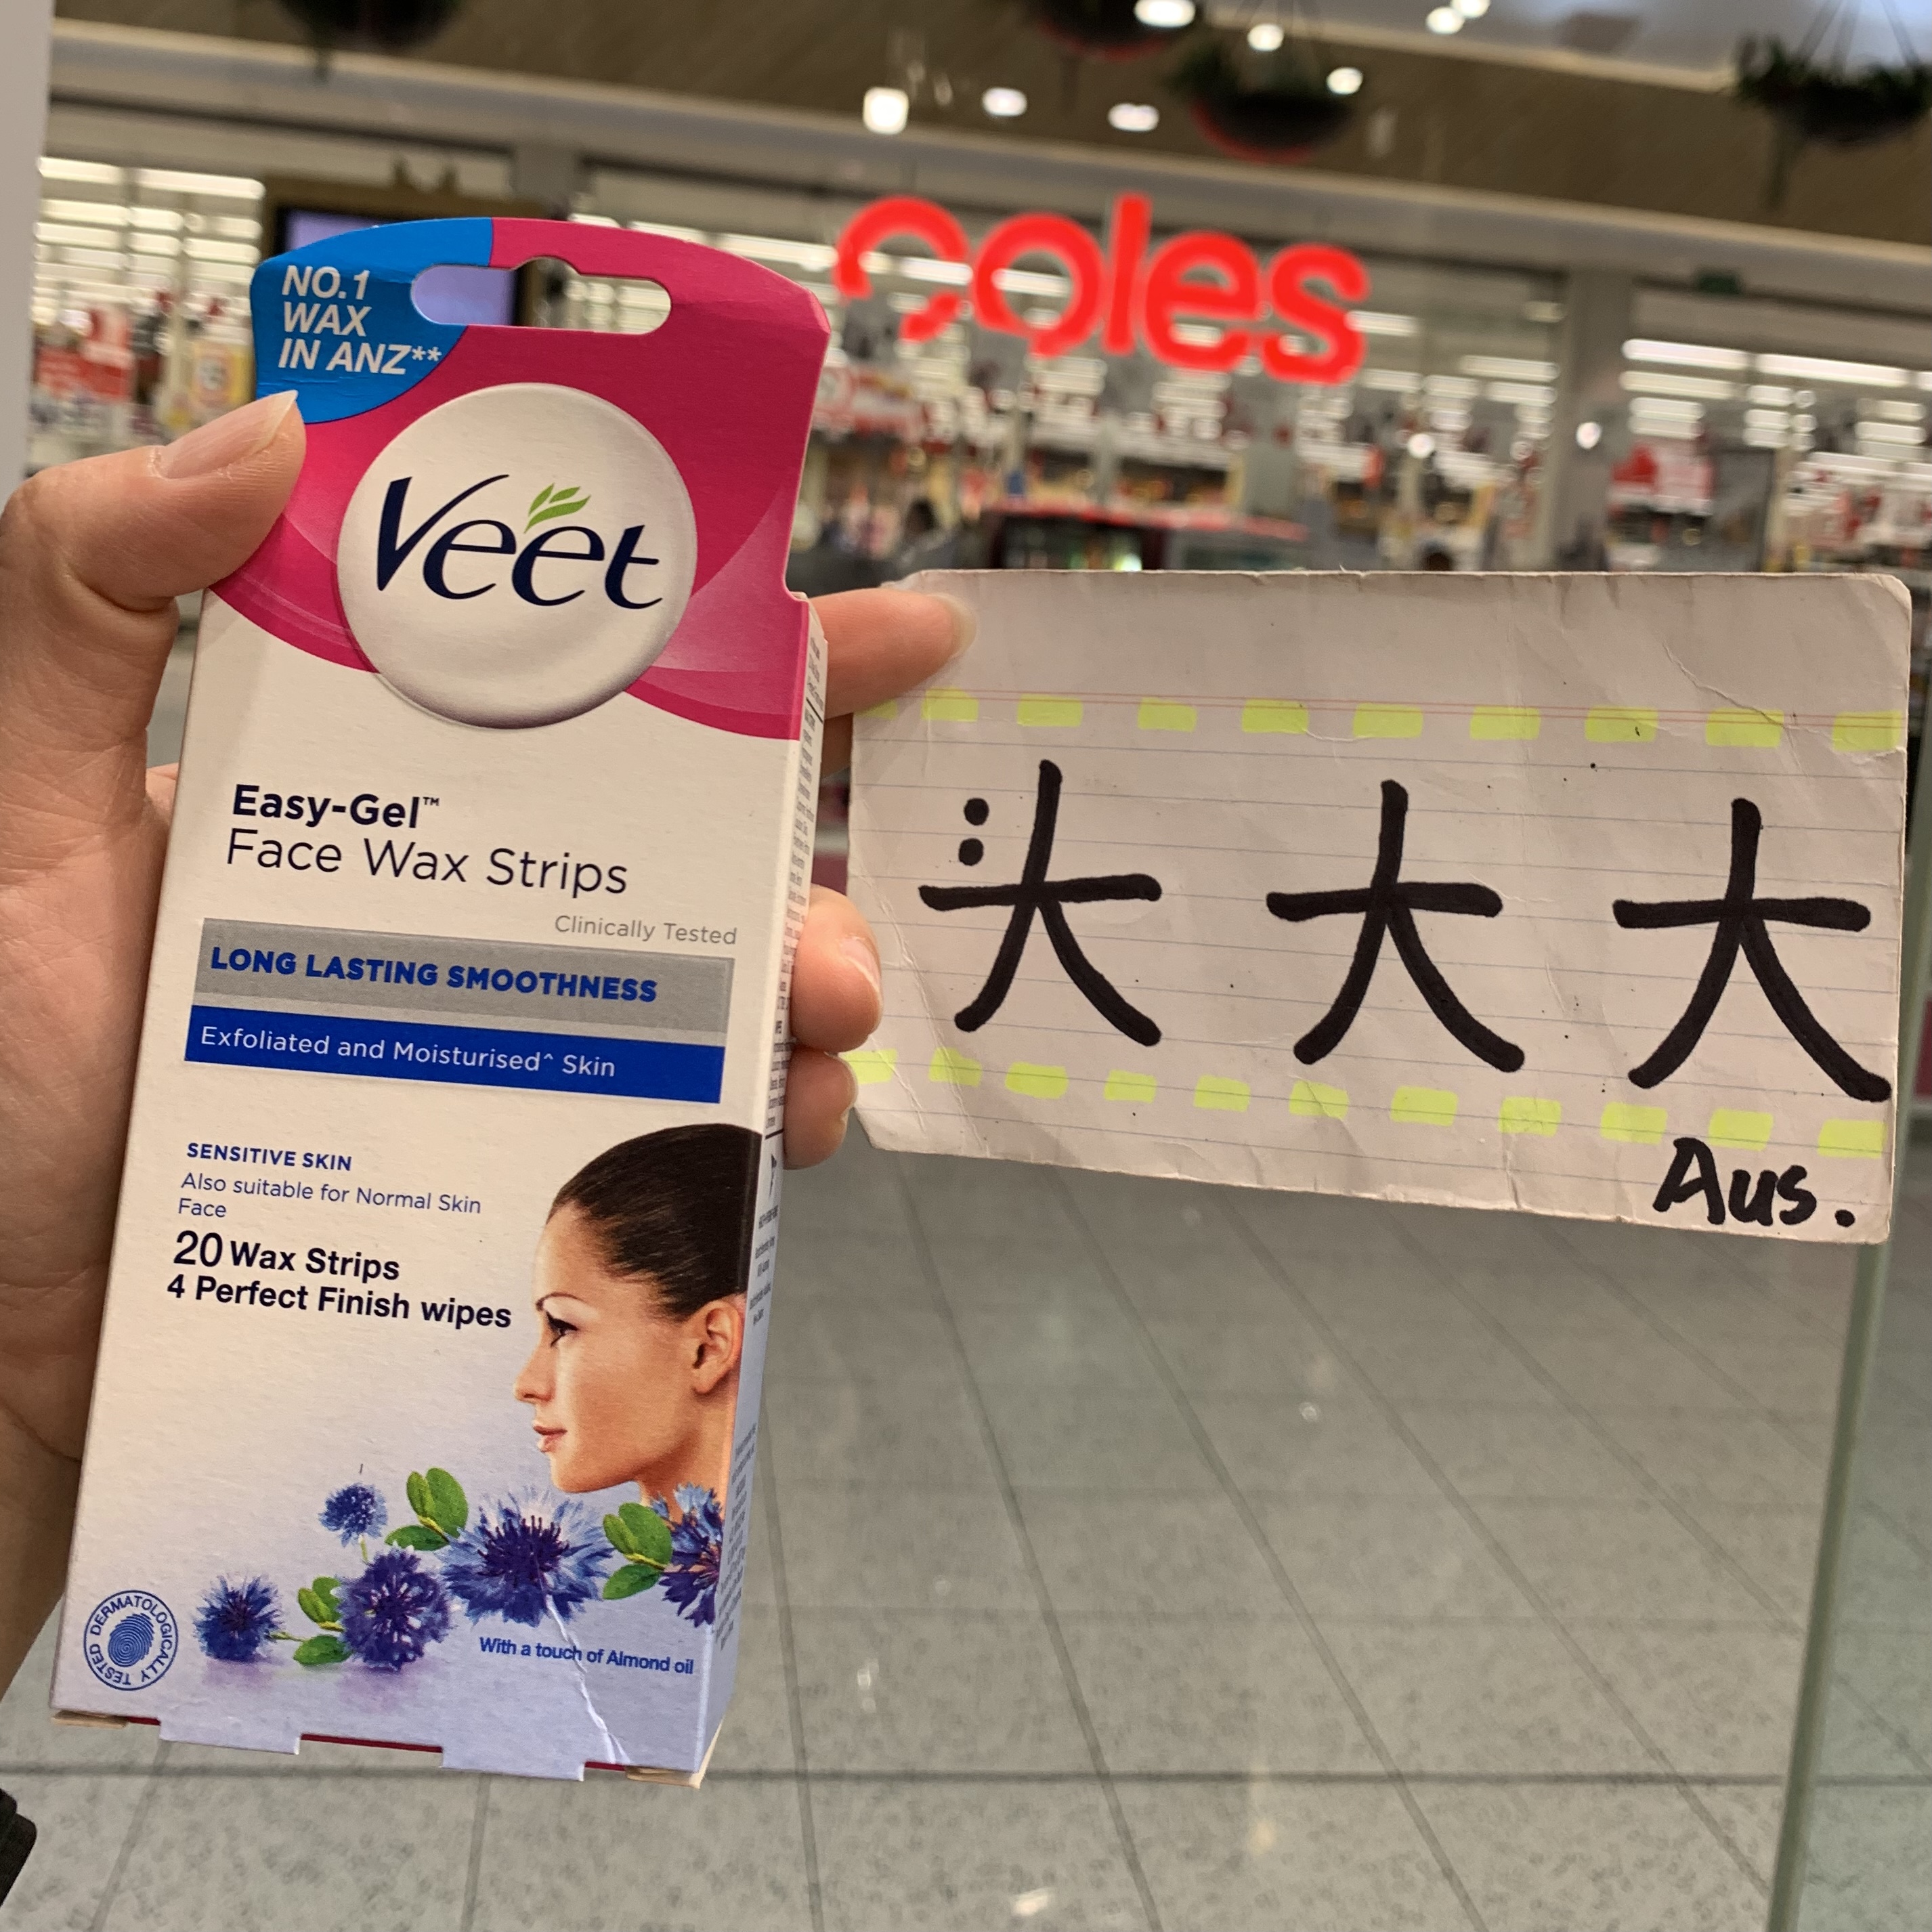 coles
NO.1
WAX
IN ANZ**
Veet
Easy-Gel™
Face Wax Strips
Clinically Tested
LONG LASTING SMOOTHNESS
Exfoliated and Moisturised^ Skin
SENSITIVE SKIN
Also suitable for Normal Skin
Face
20 Wax Strips
4 Perfect Finish wipes
With a touch of Almond oil
DERMATOLOGICALLY TESTED
头大大
Aus.